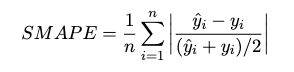 SMAPE = \frac{1}{n} \sum_{i=1}^{n} \left| \frac{\hat{y}_i - y_i}{(\hat{y}_i + y_i)/2} \right|